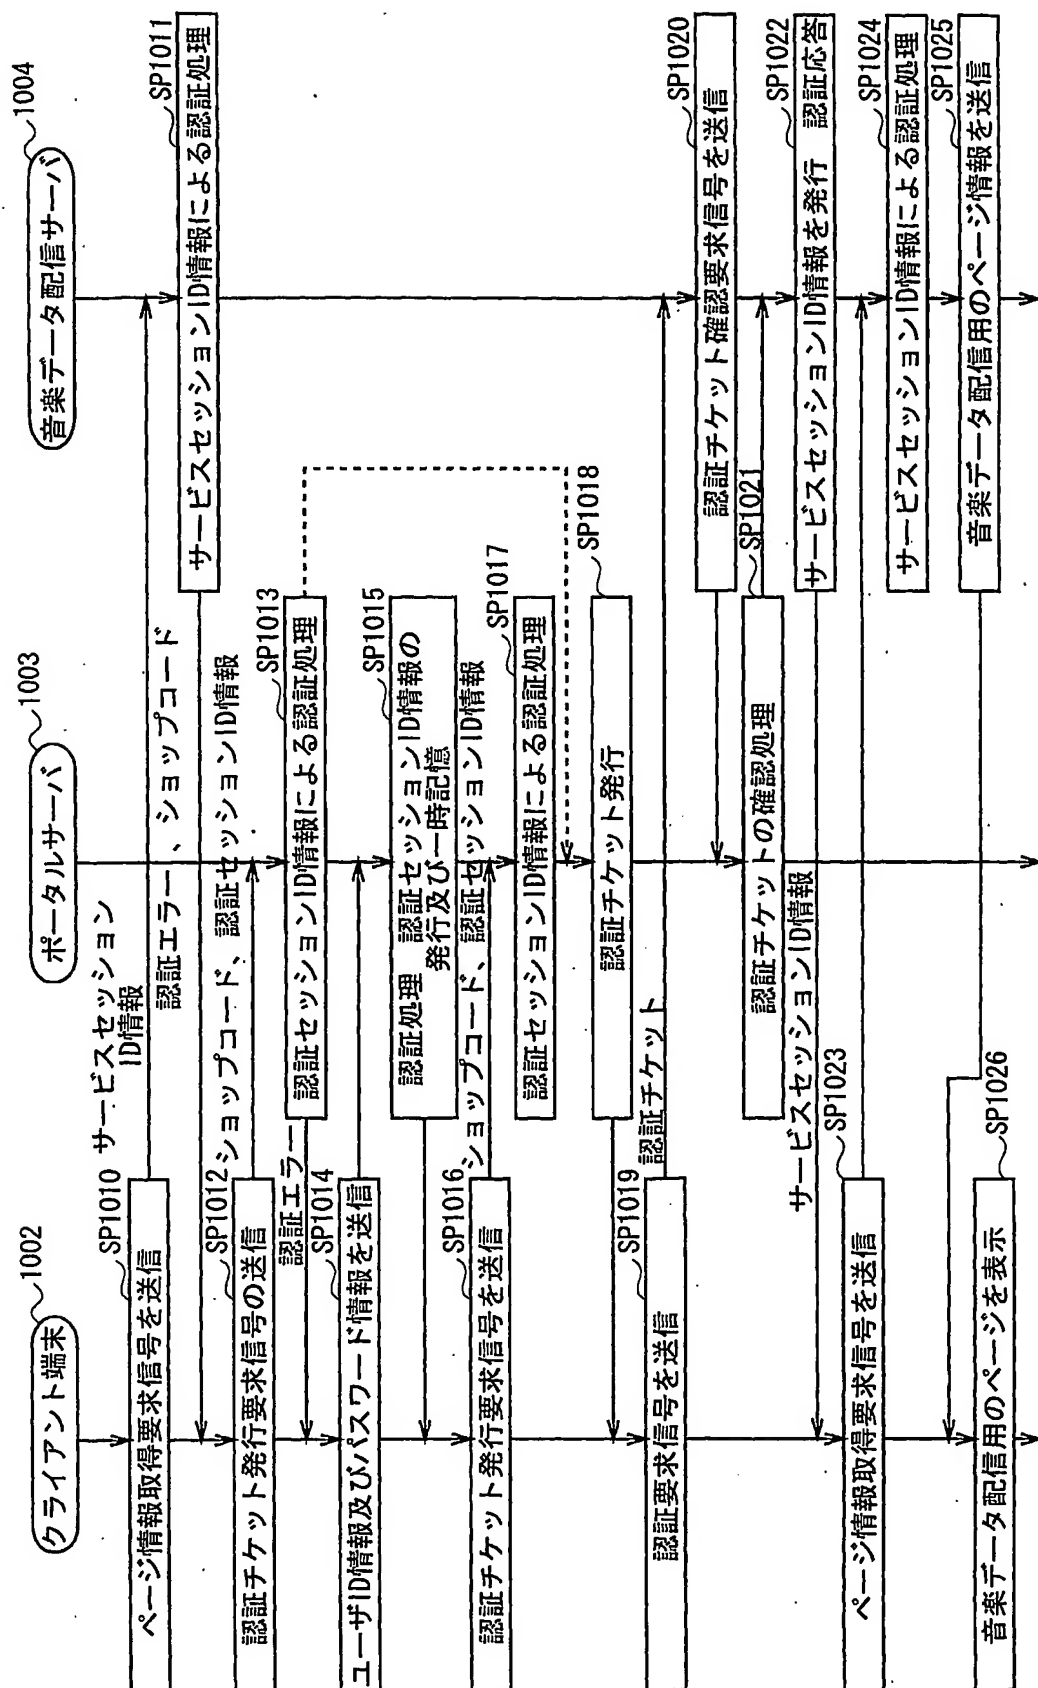 クライアント端末
1002
ポータルサーバ
1003
音楽データ配信サーバ
1004
SP1010
ページ情報取得要求信号を送信
サービスセッション
ID情報
SP1011
サービスセッションID情報による認証処理
認証エラー、ショップコード
SP1012
認証チケット発行要求信号の送信
ショップコード、認証セッションID情報
SP1013
認証セッションID情報による認証処理
認証エラー
SP1014
ユーザID情報及びパスワード情報を送信
SP1015
認証処理 認証セッションID情報の
発行及び一時記憶
SP1016
認証チケット発行要求信号を送信
ショップコード、認証セッションID情報
SP1017
認証セッションID情報による認証処理
SP1018
認証チケット発行
SP1019
認証要求信号を送信
認証チケット
SP1020
認証チケット確認要求信号を送信
SP1021
認証チケットの確認処理
SP1022
サービスセッションID情報を発行 認証応答
サービスセッションID情報
SP1023
ページ情報取得要求信号を送信
SP1024
サービスセッションID情報による認証処理
SP1025
音楽データ配信用のページ情報を送信
SP1026
音楽データ配信用のページを表示